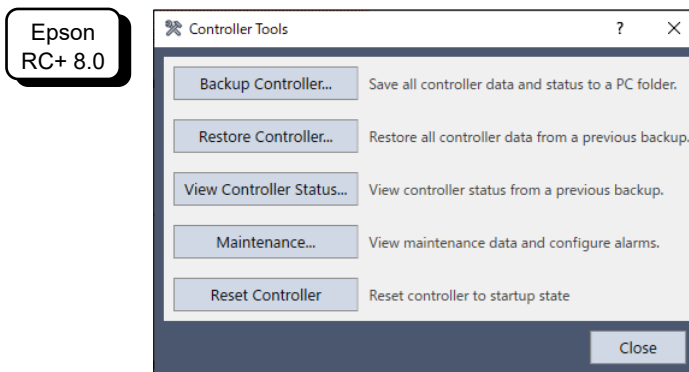 Epson
RC+ 8.0
Controller Tools
?
Backup Controller... Save all controller data and status to a PC folder.
Restore Controller... Restore all controller data from a previous backup.
View Controller Status... View controller status from a previous backup.
Maintenance... View maintenance data and configure alarms.
Reset Controller Reset controller to startup state
Close